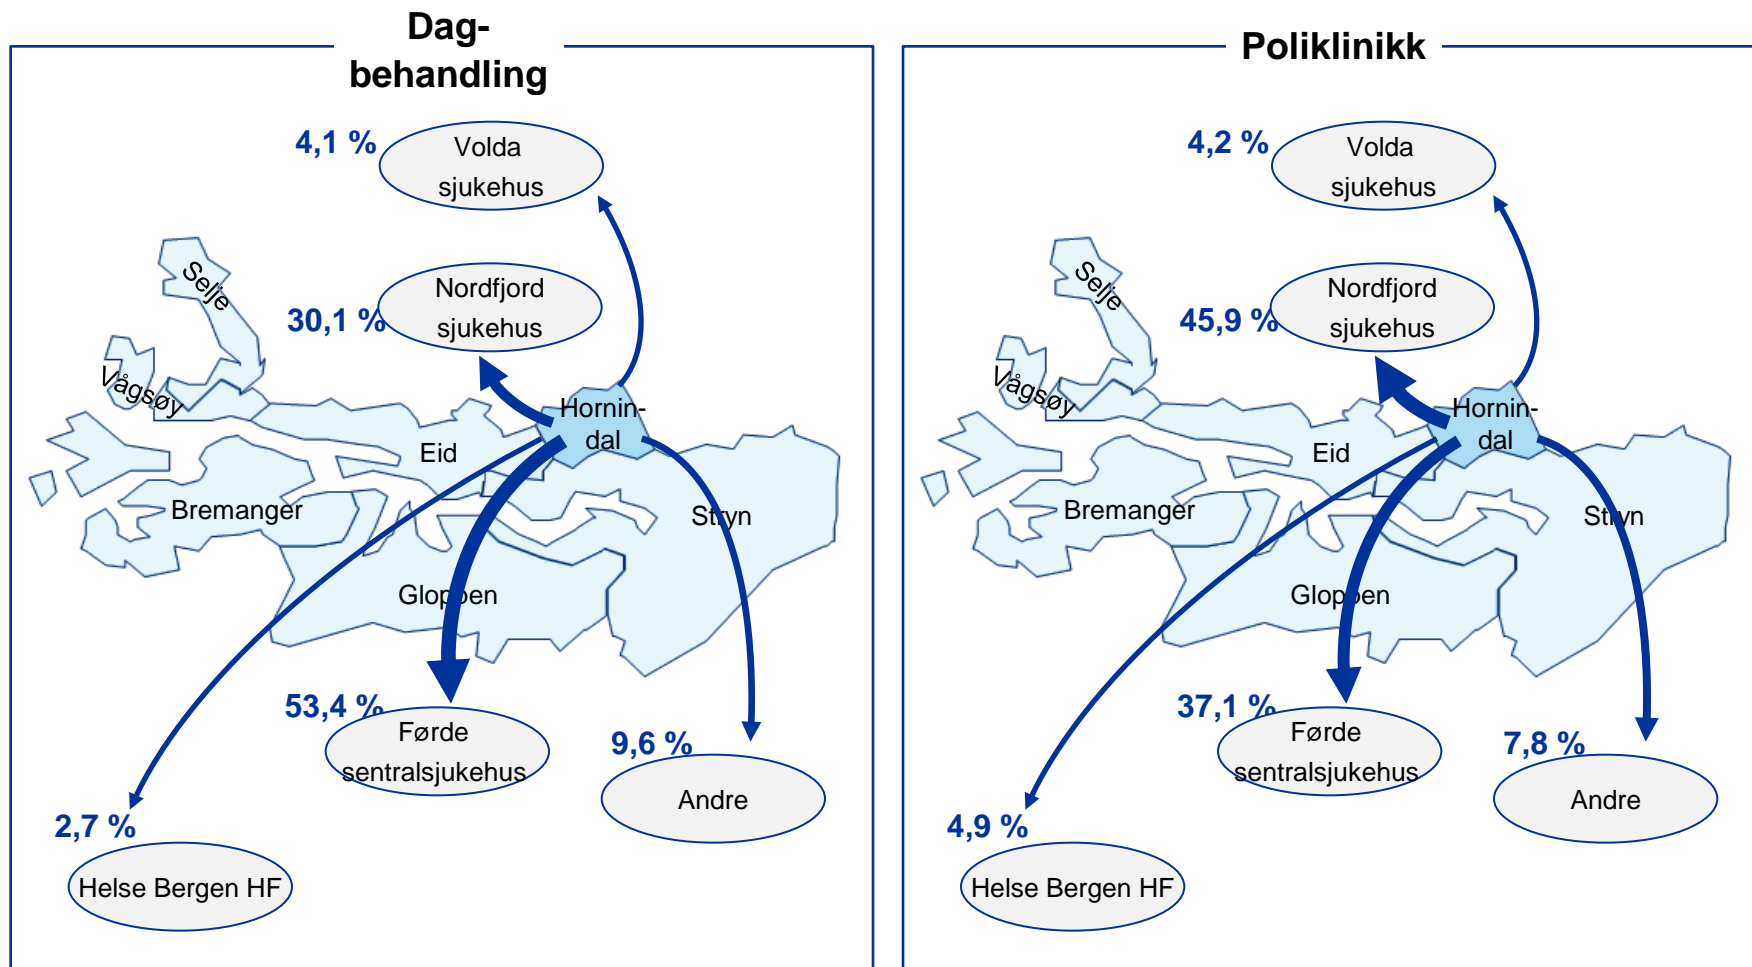 Dag-
behandling
4,1 %
Volda
sjukehus
Selje
Nordfjord
sjukehus
30,1 %
Vågsøy
Hornin-
dal
Eid
Bremanger
Stryn
Gloppen
53,4 %
Førde
sentralsjukehus
9,6 %
Andre
2,7 %
Helse Bergen HF
Poliklinikk
4,2 %
Volda
sjukehus
Selje
Nordfjord
sjukehus
45,9 %
Vågsøy
Hornin-
dal
Eid
Bremanger
Stryn
Gloppen
37,1 %
Førde
sentralsjukehus
7,8 %
Andre
4,9 %
Helse Bergen HF